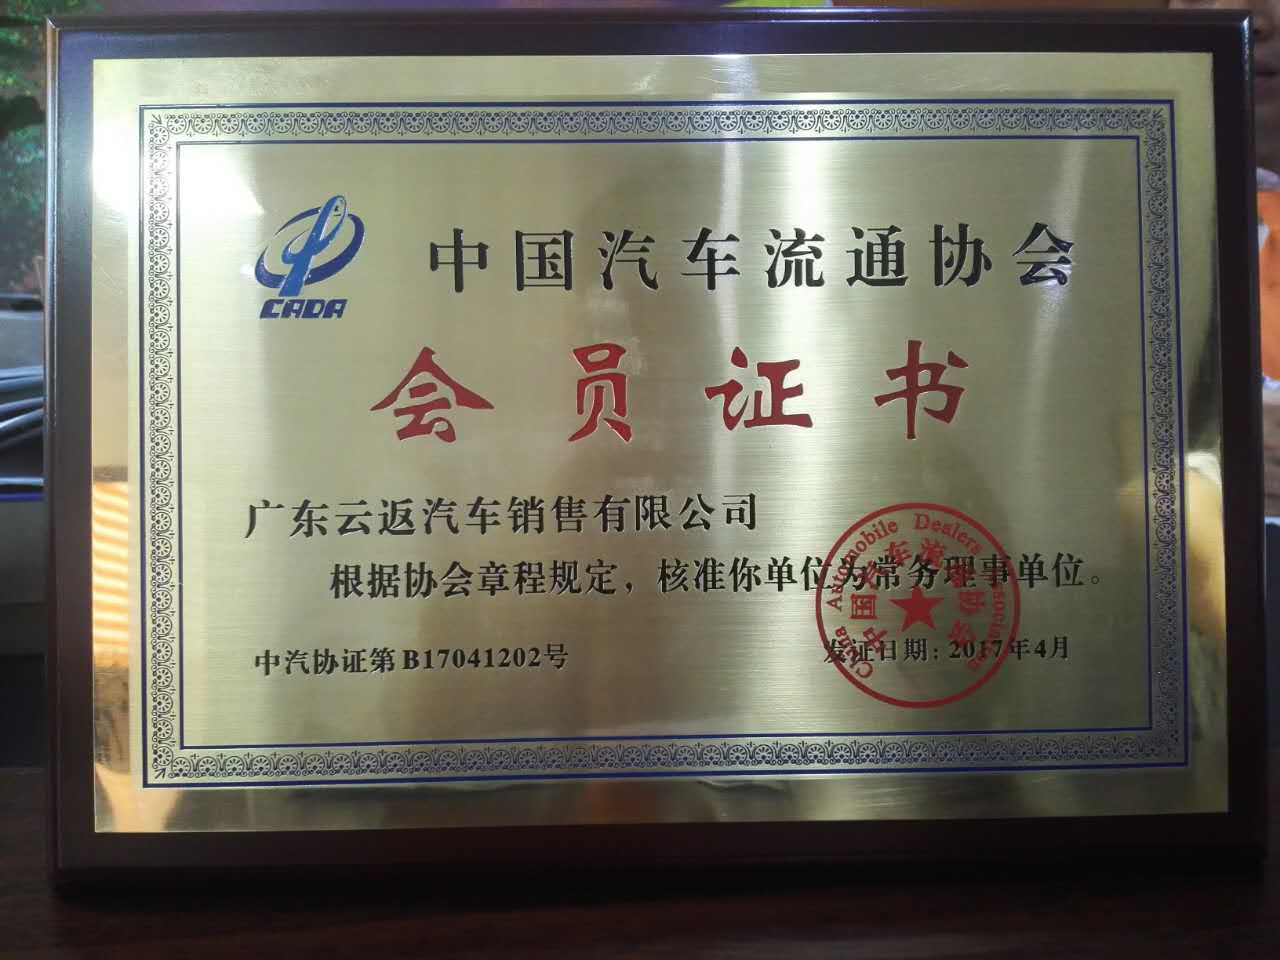 CADA
中国汽车流通协会
会员证书
广东云返汽车销售有限公司
根据协会章程规定，核准你单位为常务理事单位。
中汽协证第B17041202号
发证日期：2017年4月
China Automobile Dealers Association
中国汽车流通协会